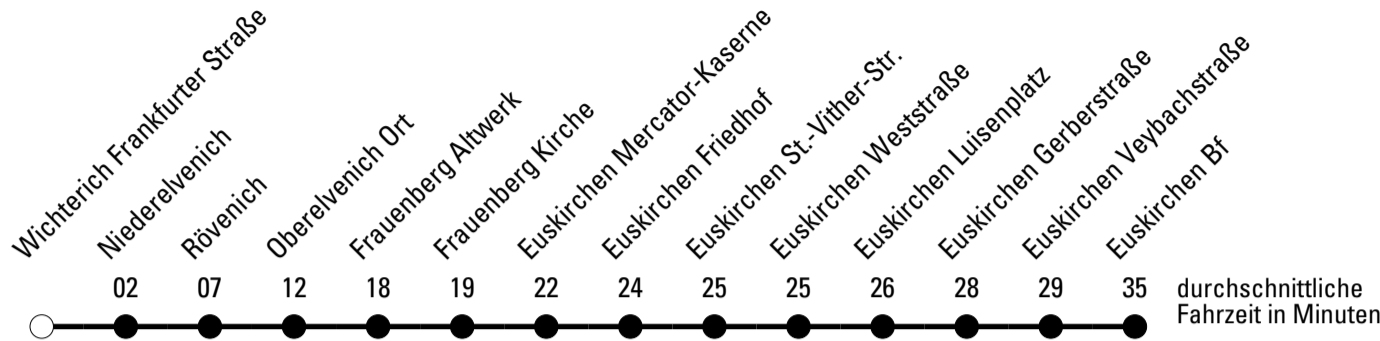 Wichterich Frankfurter Straße
Niederelvenich
Rövenich
Oberelvenich Ort
Frauenberg Altwerk
Frauenberg Kirche
Euskirchen Mercator-Kaserne
Euskirchen Friedhof
Euskirchen St.-Vither-Str.
Euskirchen Weststraße
Euskirchen Luisenplatz
Euskirchen Gerberstraße
Euskirchen Veybachstraße
Euskirchen Bf
02 07 12 18 19 22 24 25 25 26 28 29 35
durchschnittliche
Fahrzeit in Minuten